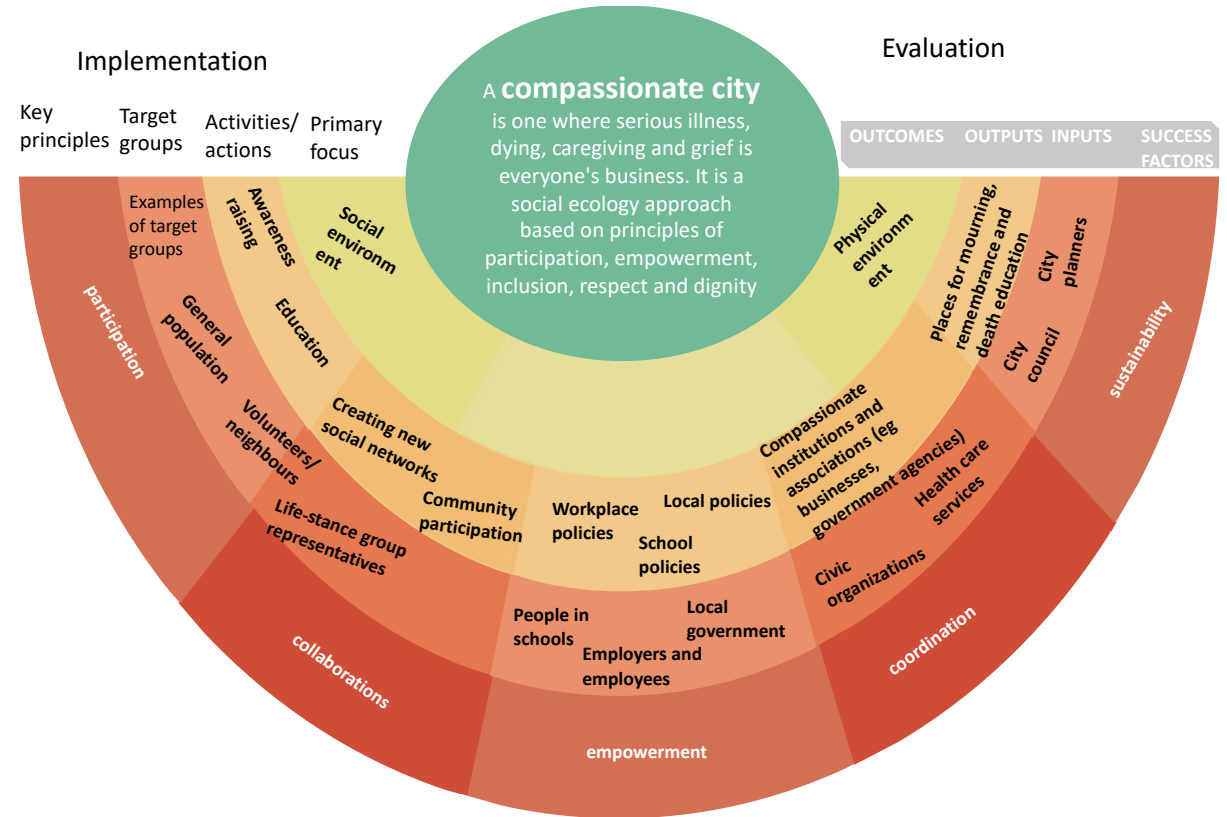 Implementation
Evaluation
Key
principles
Target
groups
Activities/
actions
Primary
focus
A compassionate city
is one where serious illness,
dying, caregiving and grief is
everyone's business. It is a
social ecology approach
based on principles of
participation, empowerment,
inclusion, respect and dignity
OUTCOMES
OUTPUTS
INPUTS
SUCCESS
FACTORS
Examples
of target
groups
Awareness
raising
Social
environm
ent
Physical
environm
ent
Places for mourning,
remembrance and
death education
City
planners
participation
General
population
Education
City
council
sustainability
Volunteers/
neighbours
Creating new
social networks
Community
participation
Workplace
policies
Local policies
School
policies
Compassionate
institutions and
associations (eg
businesses,
government agencies)
Health care
services
Life-stance group
representatives
Civic
organizations
People in
schools
Local
government
Employers and
employees
collaborations
coordination
empowerment